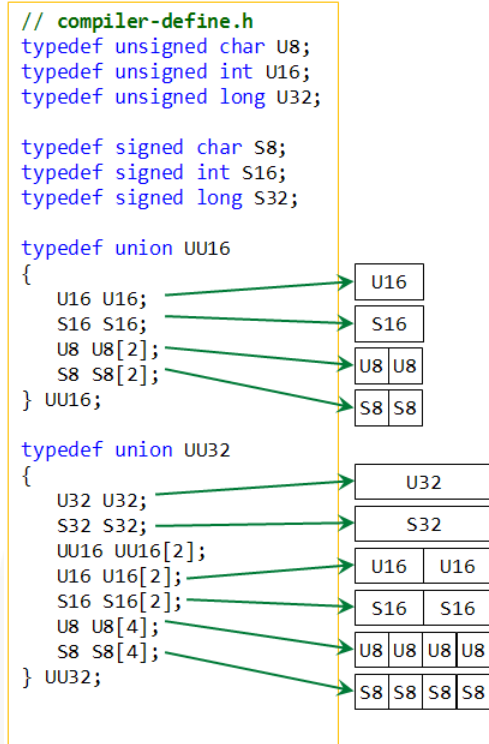 // compiler-define.h
typedef unsigned char U8;
typedef unsigned int U16;
typedef unsigned long U32;
typedef signed char S8;
typedef signed int S16;
typedef signed long S32;
typedef union UU16
{
U16 U16;
S16 S16;
U8 U8[2];
S8 S8[2];
} UU16;
U16
S16
U8 U8
S8 S8
typedef union UU32
{
U32 U32;
S32 S32;
UU16 UU16[2];
U16 U16[2];
S16 S16[2];
U8 U8[4];
S8 S8[4];
} UU32;
U32
S32
U16 U16
S16 S16
U8 U8 U8 U8
S8 S8 S8 S8